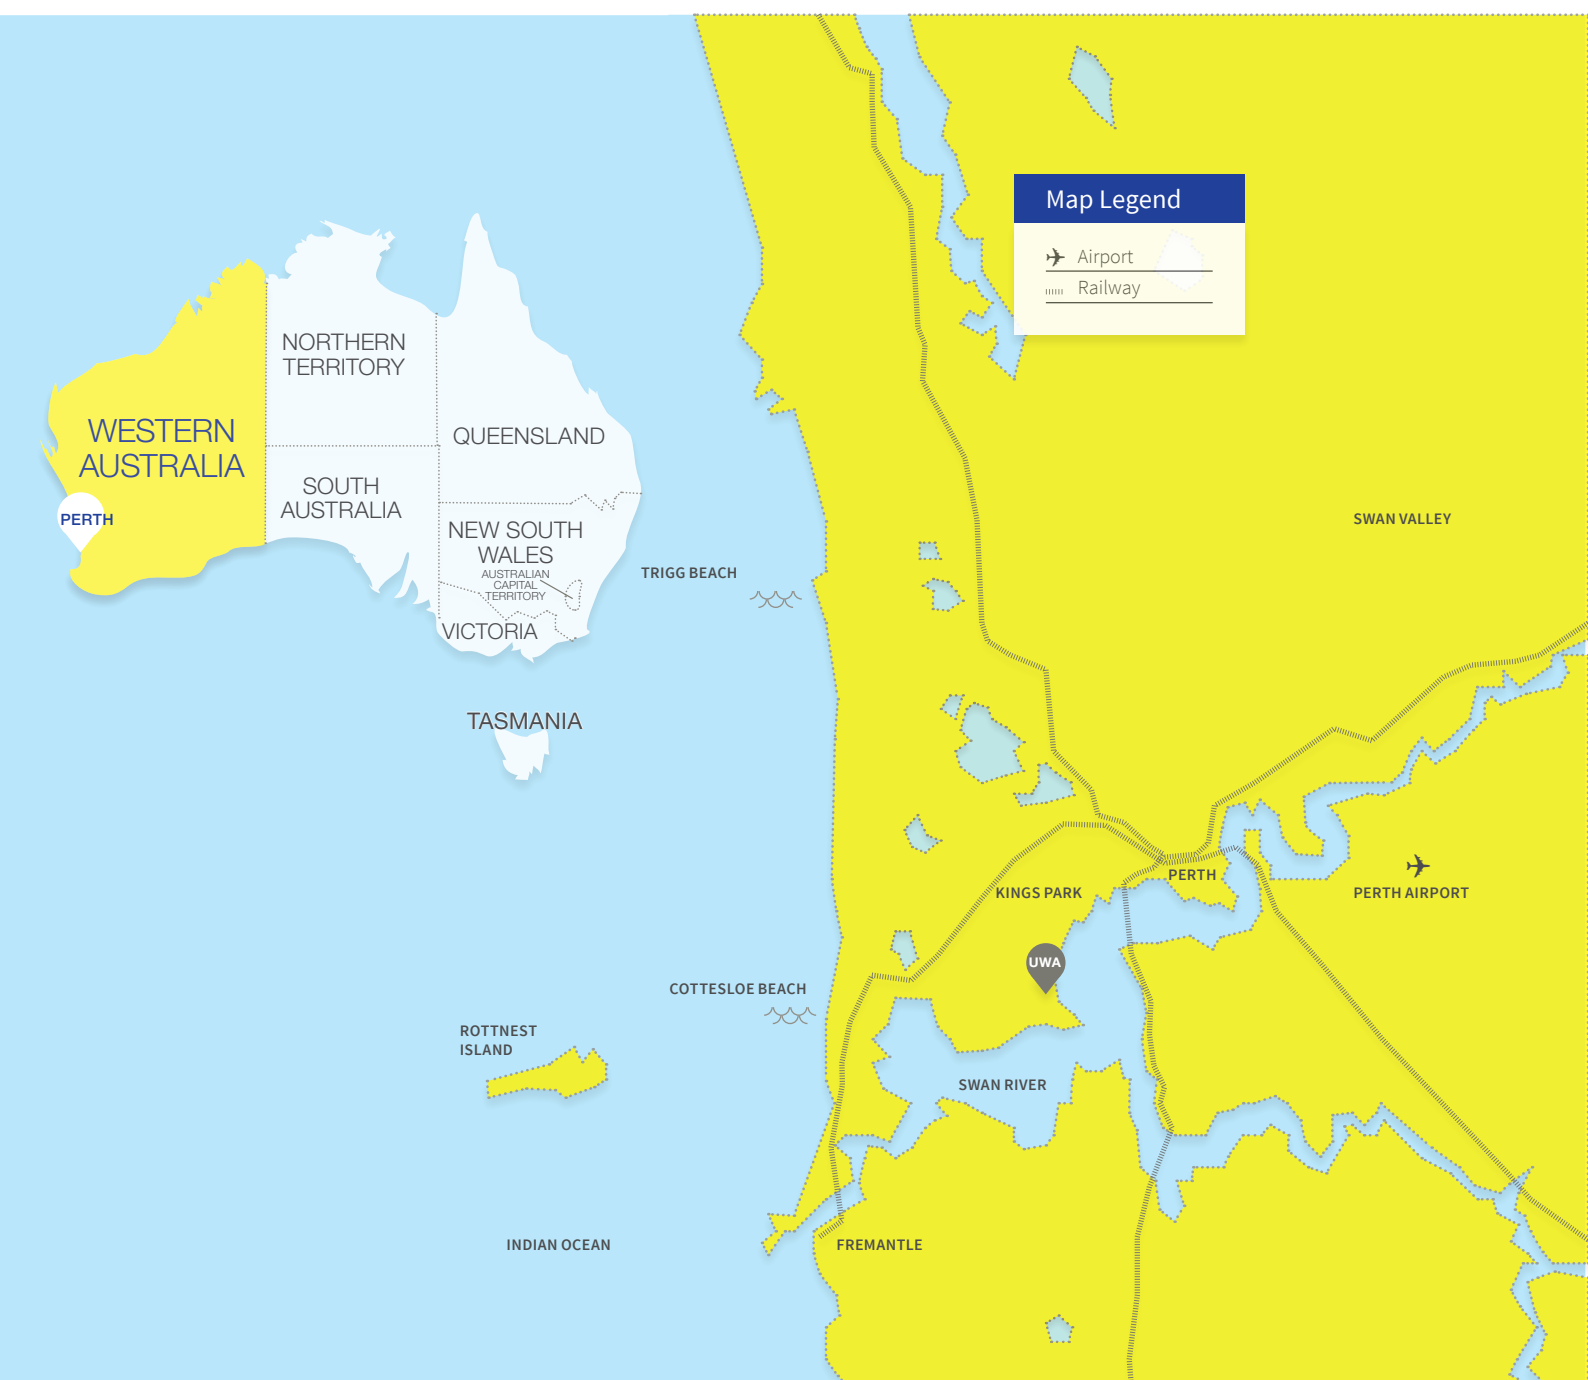 Map Legend
Airport
Railway
NORTHERN
TERRITORY
WESTERN
AUSTRALIA
QUEENSLAND
SOUTH
AUSTRALIA
PERTH
NEW SOUTH
WALES
AUSTRALIAN
CAPITAL
TERRITORY
VICTORIA
TASMANIA
TRIGG BEACH
SWAN VALLEY
PERTH
KINGS PARK
PERTH AIRPORT
UWA
COTTESLOE BEACH
ROTTNEST
ISLAND
SWAN RIVER
INDIAN OCEAN
FREMANTLE